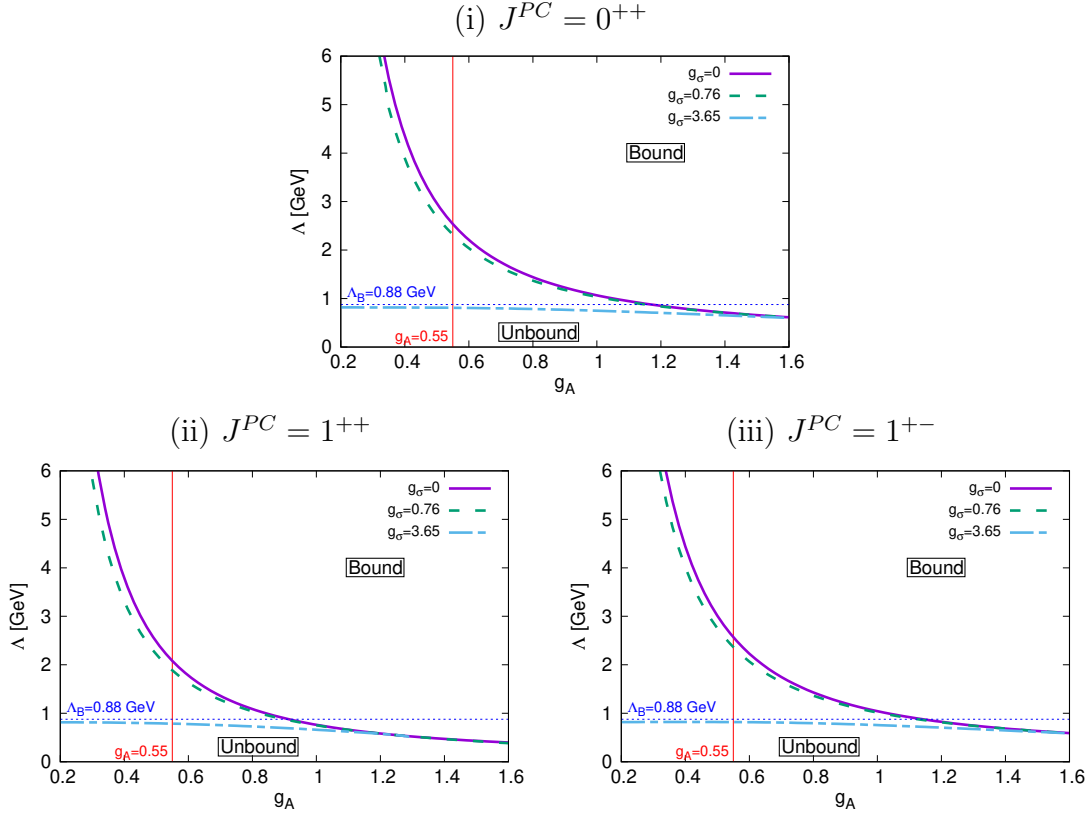 (i) J^{PC} = 0^{++}
6
5
4
3
2
1
0
Λ [GeV]
g_σ=0
g_σ=0.76
g_σ=3.65
Bound
Λ_B=0.88 GeV
Unbound
g_A=0.55
0.2 0.4 0.6 0.8 1 1.2 1.4 1.6
g_A
(ii) J^{PC} = 1^{++}
6
5
4
3
2
1
0
Λ [GeV]
g_σ=0
g_σ=0.76
g_σ=3.65
Bound
Λ_B=0.88 GeV
Unbound
g_A=0.55
0.2 0.4 0.6 0.8 1 1.2 1.4 1.6
g_A
(iii) J^{PC} = 1^{+-}
6
5
4
3
2
1
0
Λ [GeV]
g_σ=0
g_σ=0.76
g_σ=3.65
Bound
Λ_B=0.88 GeV
Unbound
g_A=0.55
0.2 0.4 0.6 0.8 1 1.2 1.4 1.6
g_A